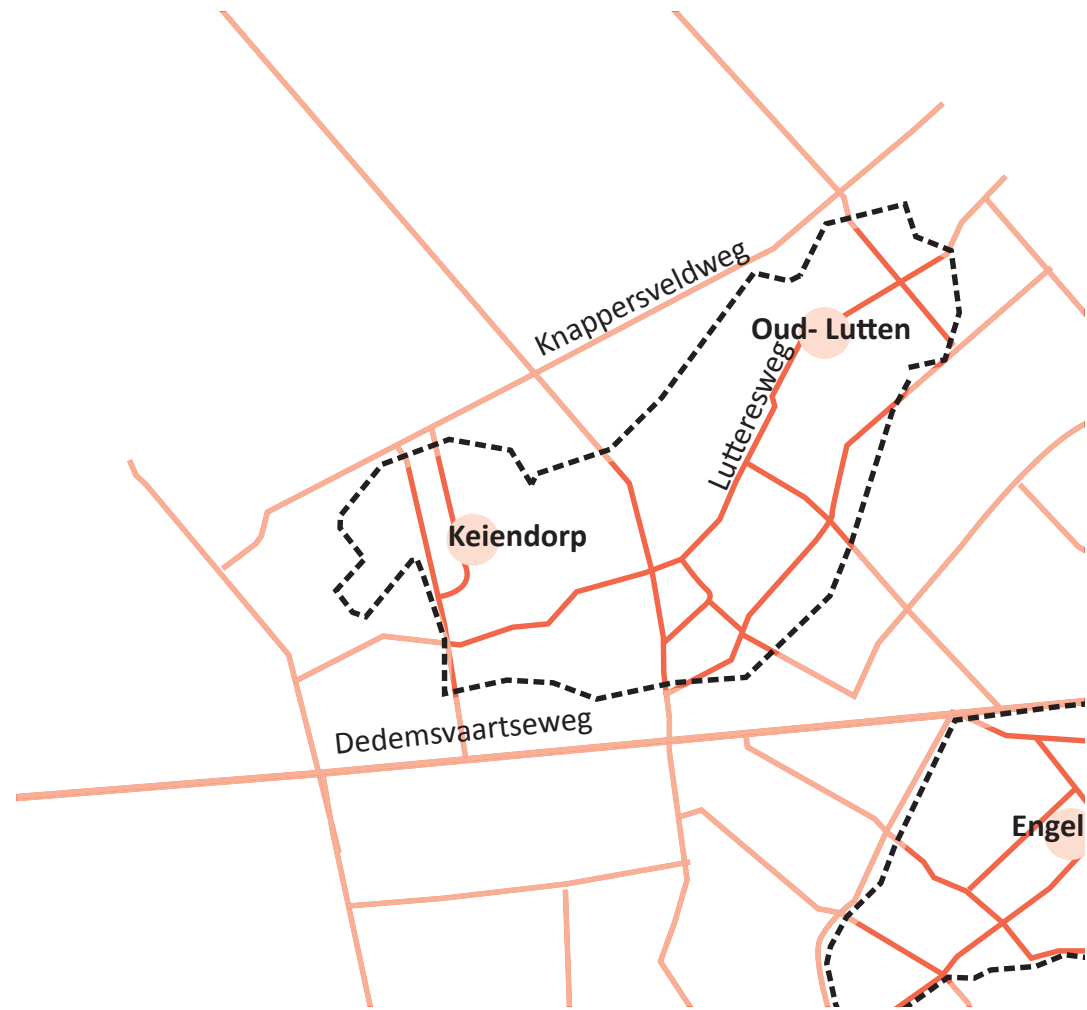 Knappersveldweg
Oud- Lutten
Lutteresweg
Keiendorp
Dedemsvaartseweg
Engel